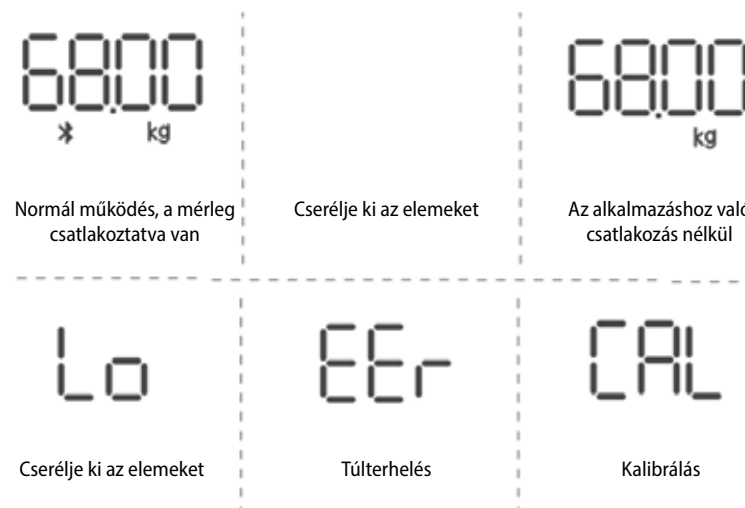 68.00
kg
68.00
kg
Normál működés, a mérleg
csatlakoztatva van
Cserélje ki az elemeket
Az alkalmazáshoz való
csatlakozás nélkül
Lo
EEr
CAL
Cserélje ki az elemeket
Túlterhelés
Kalibrálás